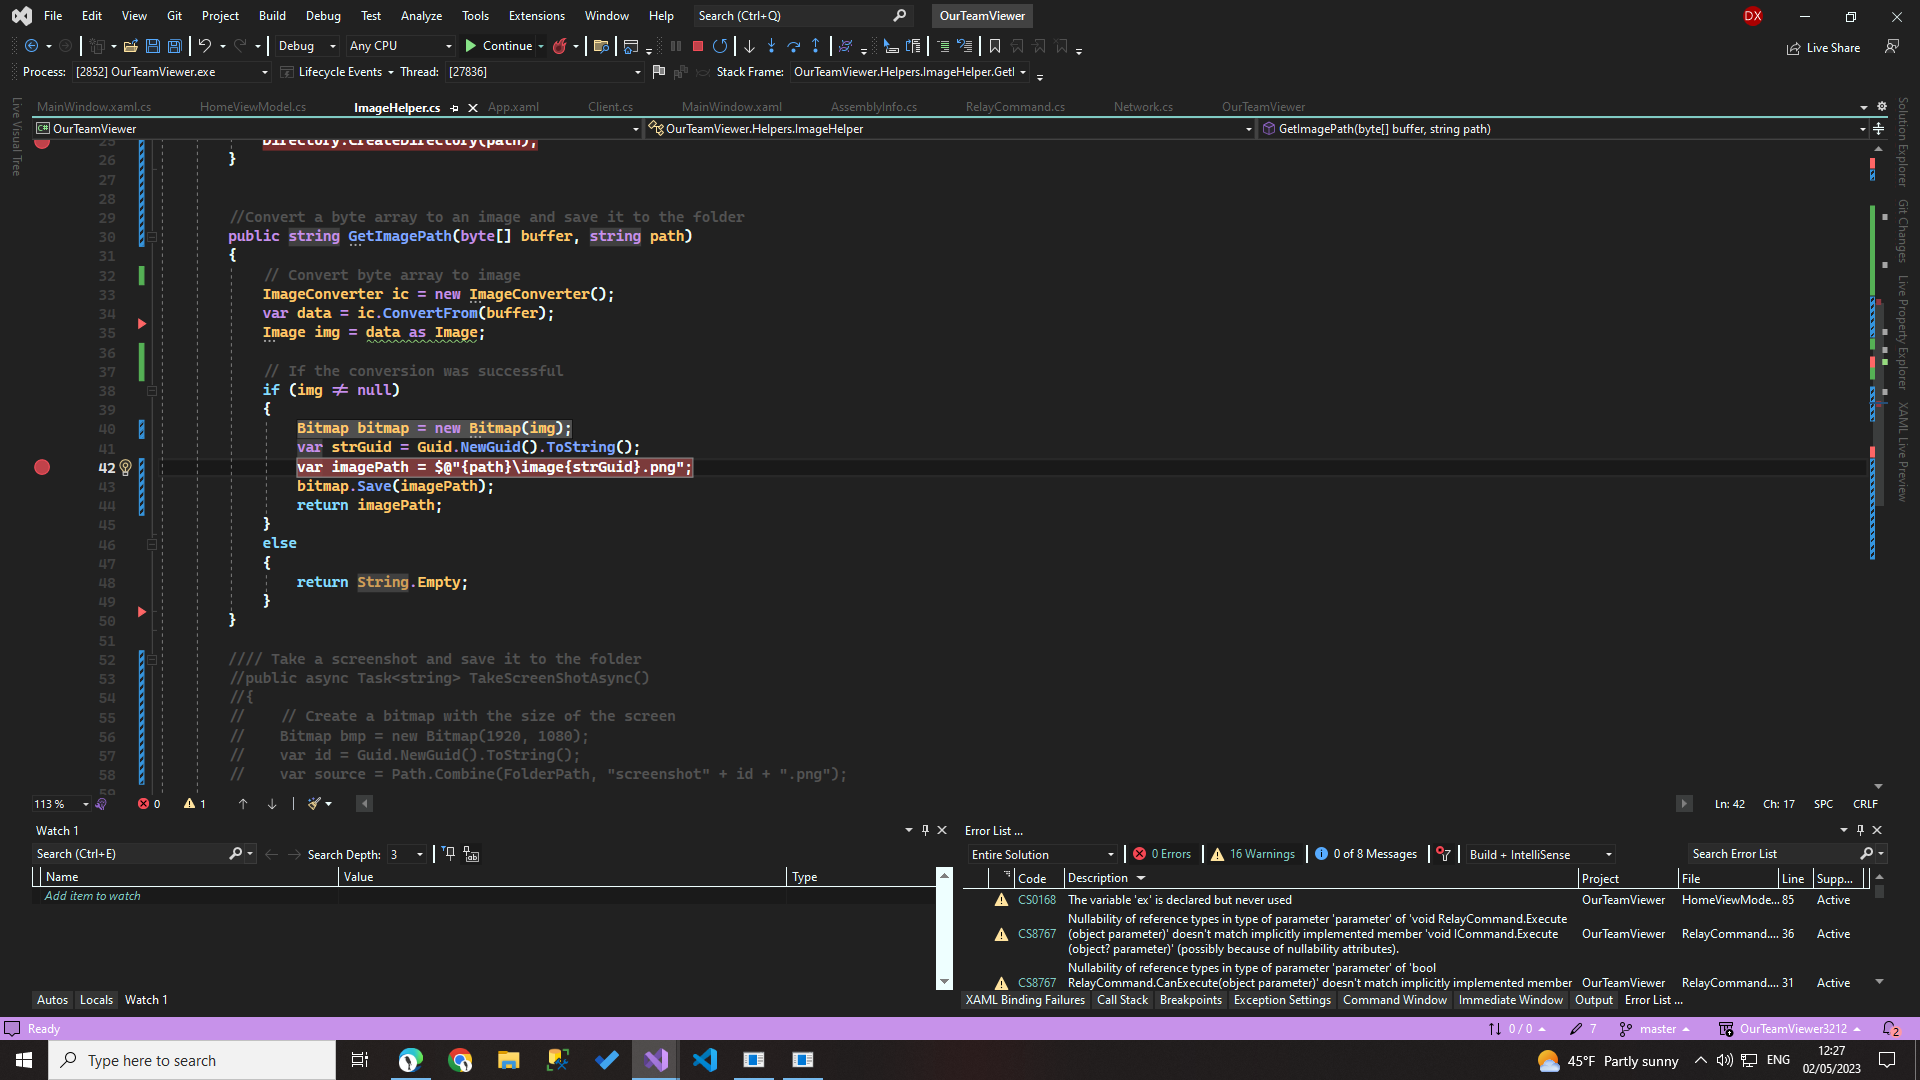 File Edit View Git Project Build Debug Test Analyze Tools Extensions Window Help Search (Ctrl+Q) OurTeamViewer DX
Debug Any CPU Continue Live Share
Process: [2852] OurTeamViewer.exe Lifecycle Events Thread: [27836] Stack Frame: OurTeamViewer.Helpers.ImageHelper.GetI
MainWindow.xaml.cs HomeViewModel.cs ImageHelper.cs App.xaml Client.cs MainWindow.xaml AssemblyInfo.cs RelayCommand.cs Network.cs OurTeamViewer
OurTeamViewer OurTeamViewer.Helpers.ImageHelper GetImagePath(byte[] buffer, string path)
Live Visual Tree
Solution Explorer
Git Changes
Live Property Explorer
XAML Live Preview
25 Directory.CreateDirectory(path);
26 }
27
28
29 //Convert a byte array to an image and save it to the folder
30 public string GetImagePath(byte[] buffer, string path)
31 {
32 // Convert byte array to image
33 ImageConverter ic = new ImageConverter();
34 var data = ic.ConvertFrom(buffer);
35 Image img = data as Image;
36
37 // If the conversion was successful
38 if (img ≠ null)
39 {
40 Bitmap bitmap = new Bitmap(img);
41 var strGuid = Guid.NewGuid().ToString();
42 var imagePath = $@"{path}\image{strGuid}.png";
43 bitmap.Save(imagePath);
44 return imagePath;
45 }
46 else
47 {
48 return String.Empty;
49 }
50 }
51
52 //// Take a screenshot and save it to the folder
53 //public async Task<string> TakeScreenShotAsync()
54 //{
55 // // Create a bitmap with the size of the screen
56 // Bitmap bmp = new Bitmap(1920, 1080);
57 // var id = Guid.NewGuid().ToString();
58 // var source = Path.Combine(FolderPath, "screenshot" + id + ".png");
59
113 % 0 1 Ln: 42 Ch: 17 SPC CRLF
Watch 1
Search (Ctrl+E) Search Depth: 3
Name Value Type
Add item to watch
Autos Locals Watch 1
Error List ...
Entire Solution 0 Errors 16 Warnings 0 of 8 Messages Build + IntelliSense Search Error List
Code Description Project File Line Supp...
CS0168 The variable 'ex' is declared but never used OurTeamViewer HomeViewMode... 85 Active
Nullability of reference types in type of parameter 'parameter' of 'void RelayCommand.Execute
CS8767 (object parameter)' doesn't match implicitly implemented member 'void ICommand.Execute OurTeamViewer RelayCommand.... 36 Active
(object? parameter)' (possibly because of nullability attributes).
Nullability of reference types in type of parameter 'parameter' of 'bool
CS8767 RelayCommand.CanExecute(object parameter)' doesn't match implicitly implemented member OurTeamViewer RelayCommand.... 31 Active
XAML Binding Failures Call Stack Breakpoints Exception Settings Command Window Immediate Window Output Error List ...
Ready 0 / 0 7 master OurTeamViewer3212 2
Type here to search 45°F Partly sunny ENG 12:27
02/05/2023